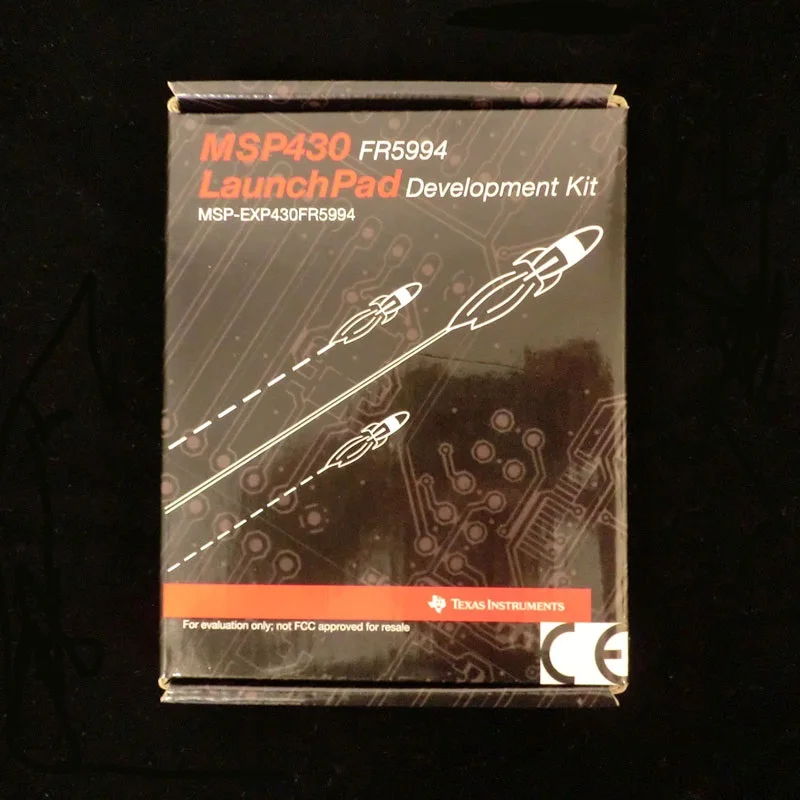 MSP430 FR5994
LaunchPad Development Kit
MSP-EXP430FR5994
TEXAS INSTRUMENTS
For evaluation only; not FCC approved for resale
CE